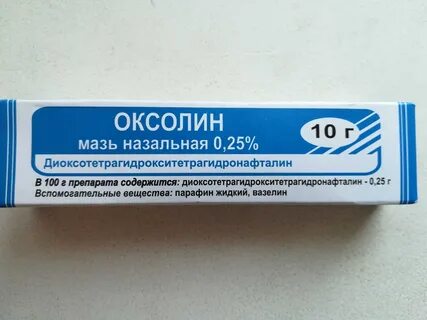 ОКСОЛИН
мазь назальная 0,25%
10 г
Диоксотетрагидрокситетрагидронафталин
В 100 г препарата содержится: диоксотетрагидрокситетрагидронафталин - 0,25 г
Вспомогательные вещества: парафин жидкий, вазелин